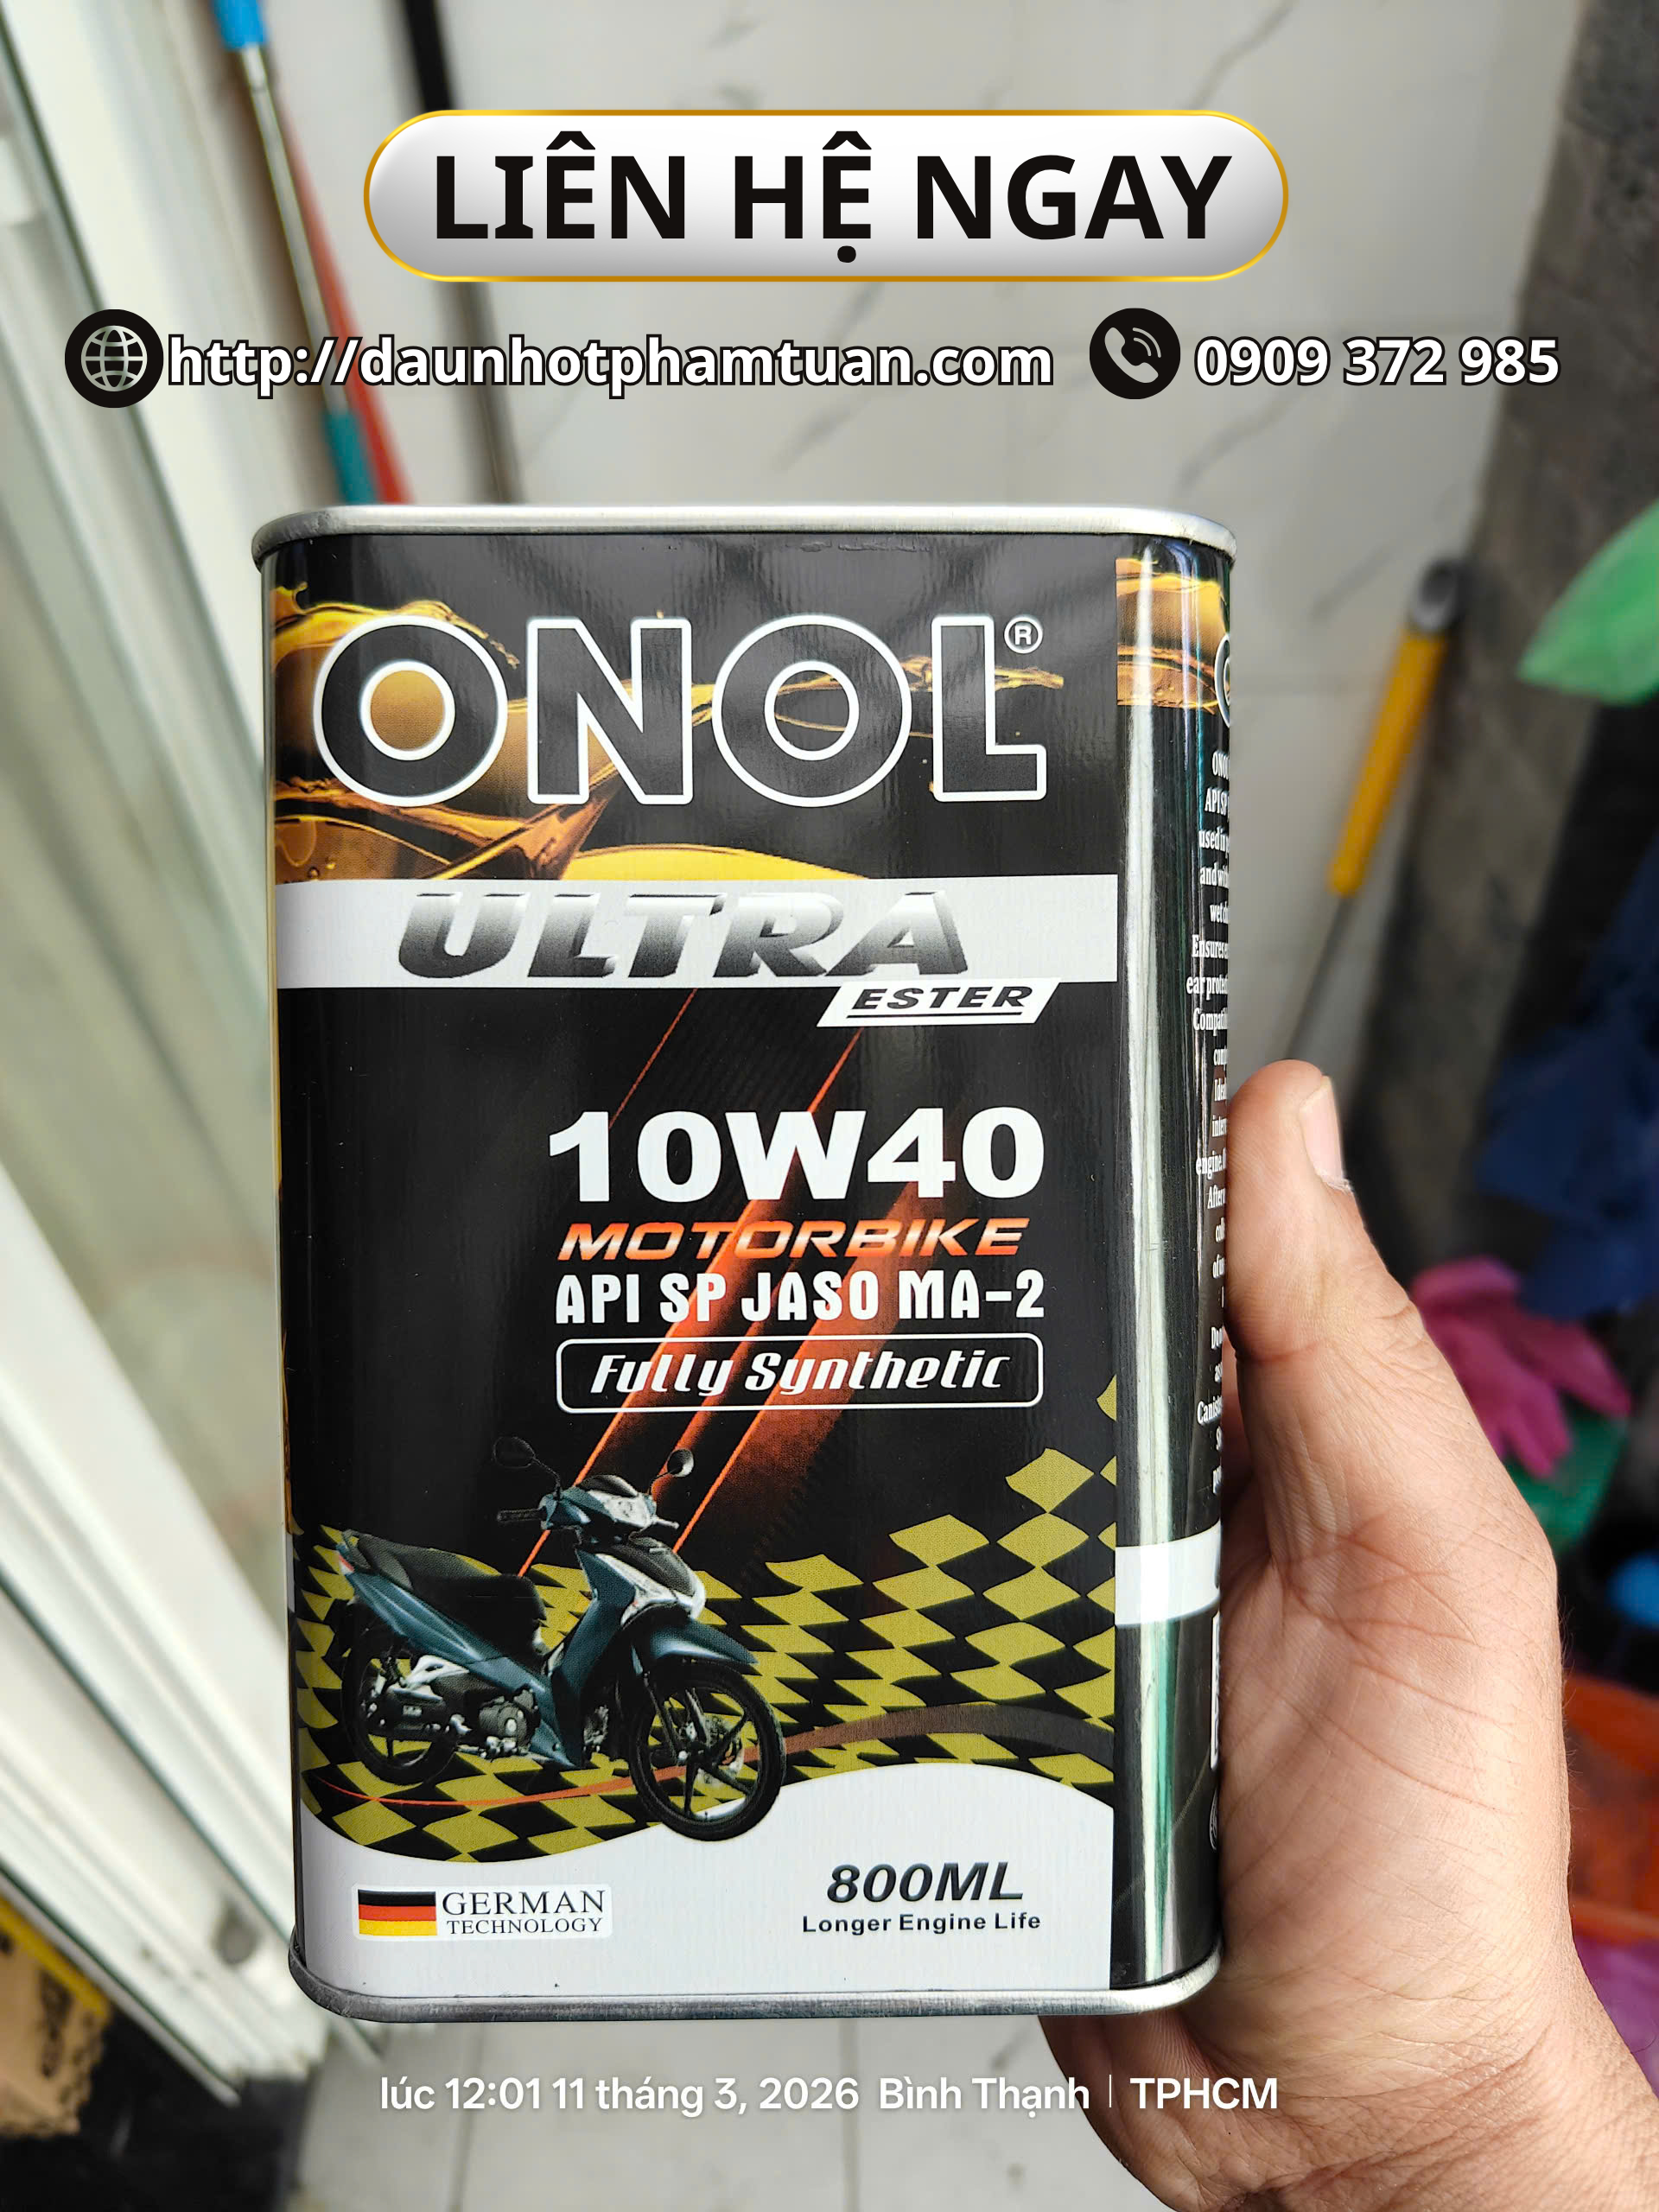 LIÊN HỆ NGAY
http://daunhotphamtuan.com 0909 372 985
ONOL®
ULTRA
ESTER
10W40
MOTORBIKE
API SP JASO MA-2
Fully Synthetic
GERMAN
TECHNOLOGY
800ML
Longer Engine Life
lúc 12:01 11 tháng 3, 2026 Bình Thạnh | TPHCM